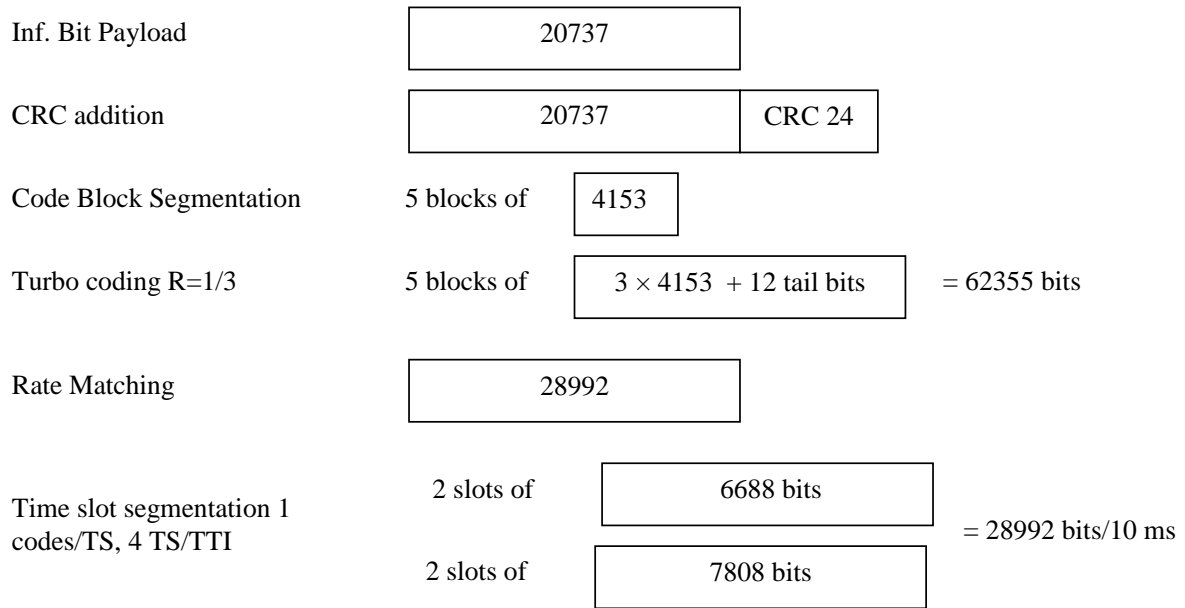 Inf. Bit Payload 20737
CRC addition 20737 CRC 24
Code Block Segmentation 5 blocks of 4153
Turbo coding R=1/3 5 blocks of 3 × 4153 + 12 tail bits = 62355 bits
Rate Matching 28992
2 slots of 6688 bits
Time slot segmentation 1
codes/TS, 4 TS/TTI
= 28992 bits/10 ms
2 slots of 7808 bits